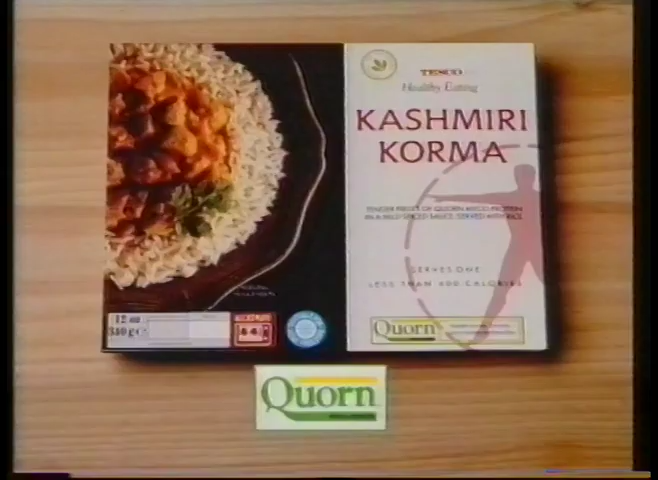 TESCO
Healthy Eating
KASHMIRI
KORMA
TENDER PIECES OF QUORN MYCO-PROTEIN
IN A MILD SPICED SAUCE, SERVED WITH RICE
SERVES ONE
LESS THAN 400 CALORIES
12 oz
340 g e
Quorn
Quorn